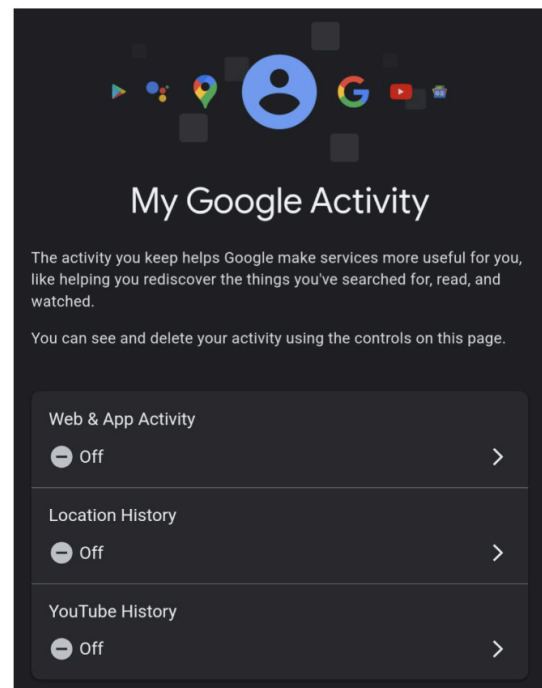 My Google Activity
The activity you keep helps Google make services more useful for you,
like helping you rediscover the things you've searched for, read, and
watched.
You can see and delete your activity using the controls on this page.
Web & App Activity
Off
Location History
Off
YouTube History
Off